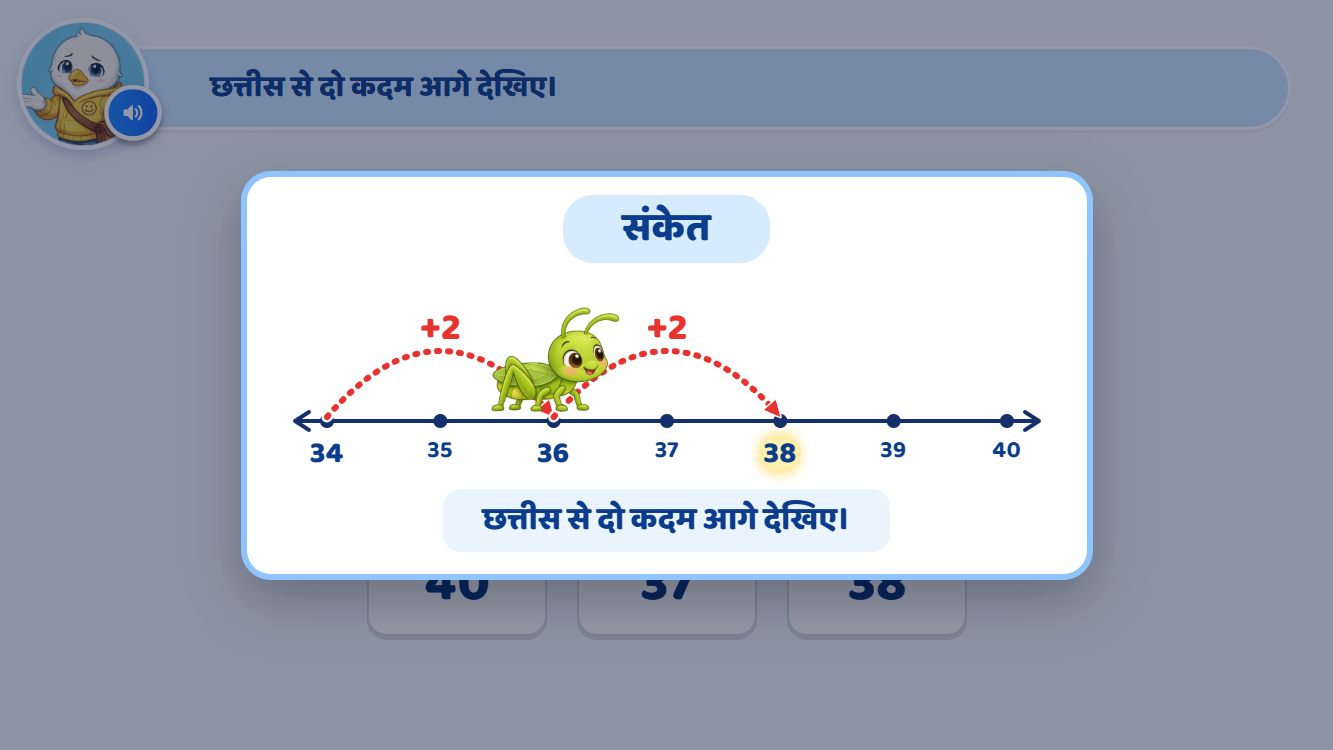 छत्तीस से दो कदम आगे देखिए।
संकेत
+2 +2
34 35 36 37 38 39 40
छत्तीस से दो कदम आगे देखिए।
40 37 38